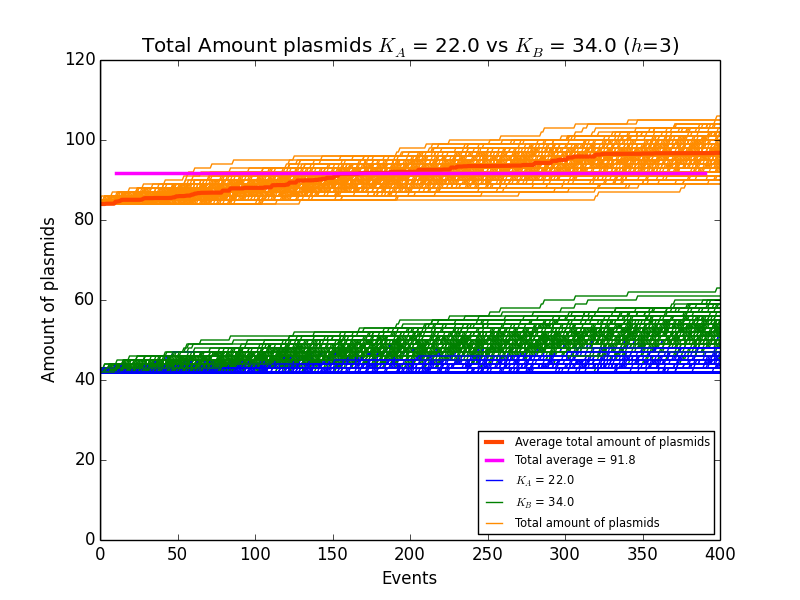 Total Amount plasmids K_A = 22.0 vs K_B = 34.0 (h=3)
120
100
80
60
40
20
0
Amount of plasmids
0 50 100 150 200 250 300 350 400
Events
Average total amount of plasmids
Total average = 91.8
K_A = 22.0
K_B = 34.0
Total amount of plasmids